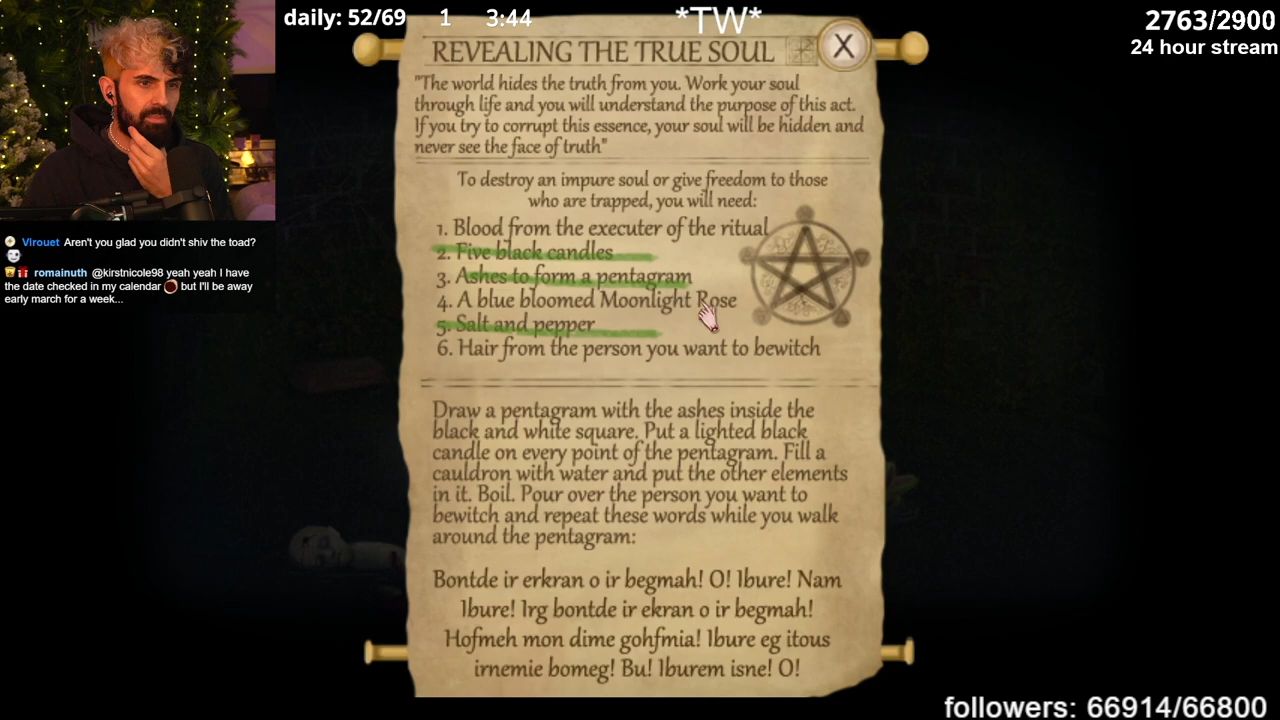 daily: 52/69 1 3:44 *TW*
2763/2900
24 hour stream
REVEALING THE TRUE SOUL X
"The world hides the truth from you. Work your soul
through life and you will understand the purpose of this act.
If you try to corrupt this essence, your soul will be hidden and
never see the face of truth"
To destroy an impure soul or give freedom to those
who are trapped, you will need:
1. Blood from the executer of the ritual
2. Five black candles
3. Ashes to form a pentagram
4. A blue bloomed Moonlight Rose
5. Salt and pepper
6. Hair from the person you want to bewitch
Draw a pentagram with the ashes inside the
black and white square. Put a lighted black
candle on every point of the pentagram. Fill a
cauldron with water and put the other elements
in it. Boil. Pour over the person you want to
bewitch and repeat these words while you walk
around the pentagram:
Bontde ir erkran o ir begmah! O! Ibure! Nam
Ibure! Irg bontde ir ekran o ir begmah!
Hofmeh mon dime gohfmia! Ibure eg itous
irnemie bomeg! Bu! Iburem isne! O!
Virouet Aren't you glad you didn't shiv the toad?
romainuth @kirstnicole98 yeah yeah I have
the date checked in my calendar but I'll be away
early march for a week...
followers: 66914/66800